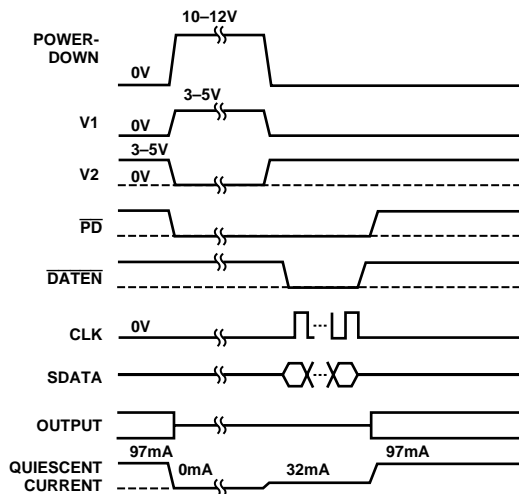 10–12V
POWER-
DOWN
0V
3–5V
V1
0V
3–5V
V2
0V
PD
DATEN
CLK
0V
SDATA
OUTPUT
97mA
97mA
QUIESCENT
CURRENT
0mA
32mA